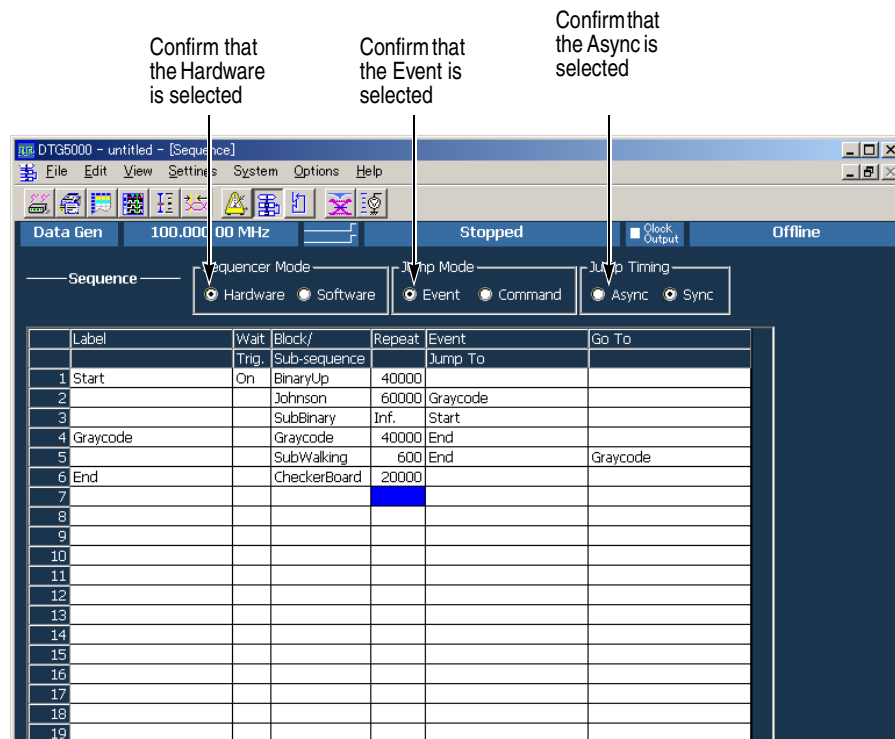 Confirm that
the Hardware
is selected
Confirm that
the Event is
selected
Confirm that
the Async is
selected
DTG5000 - untitled - [Sequence]
File Edit View Settings System Options Help
Data Gen 100.000 00 MHz Stopped Clock Output Offline
Sequence
Sequencer Mode Jump Mode Jump Timing
Hardware Software Event Command Async Sync
Label Wait Block/ Repeat Event Go To
Trig. Sub-sequence Jump To
1 Start On BinaryUp 40000
2 Johnson 60000 Graycode
3 SubBinary Inf. Start
4 Graycode Graycode 40000 End
5 SubWalking 600 End Graycode
6 End CheckerBoard 20000
7
8
9
10
11
12
13
14
15
16
17
18
19